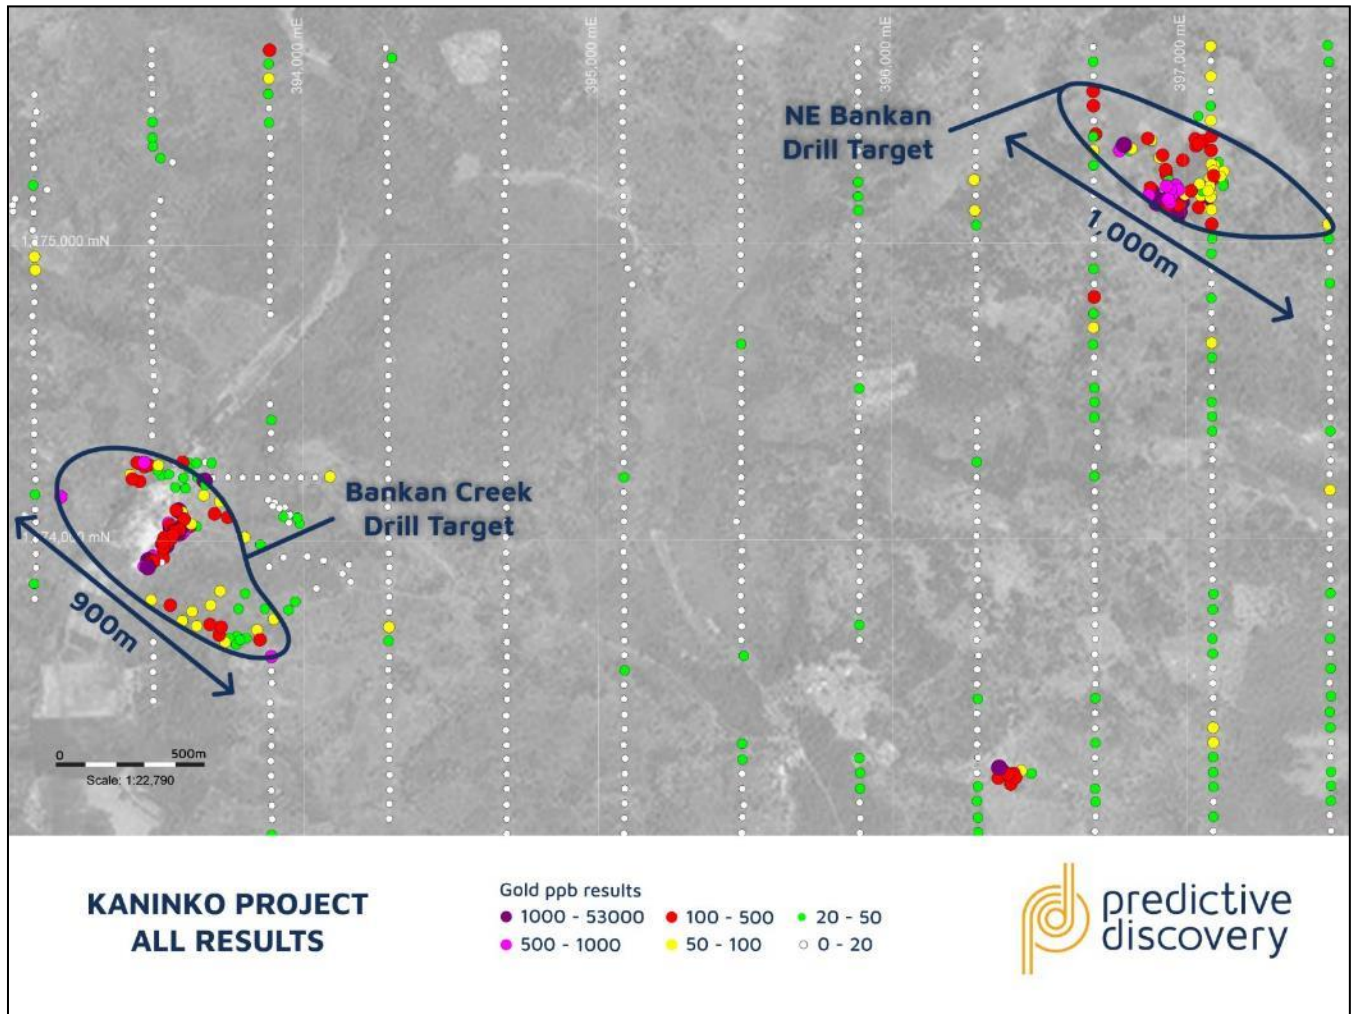 394,000 mE
395,000 mE
396,000 mE
397,000 mE
NE Bankan
Drill Target
1,000m
1,175,000 mN
Bankan Creek
Drill Target
900m
0 500m
Scale: 1:22,790
KANINKO PROJECT
ALL RESULTS
Gold ppb results
1000 - 53000 100 - 500 20 - 50
500 - 1000 50 - 100 0 - 20
predictive
discovery